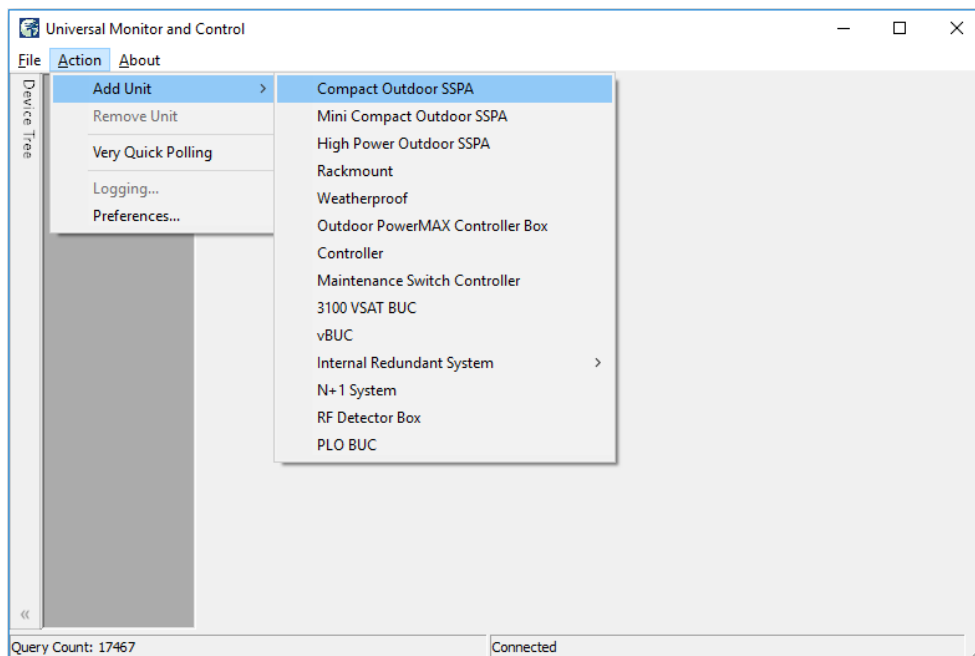 Universal Monitor and Control
File Action About
Device Tree
Add Unit
Remove Unit
Very Quick Polling
Logging...
Preferences...
Compact Outdoor SSPA
Mini Compact Outdoor SSPA
High Power Outdoor SSPA
Rackmount
Weatherproof
Outdoor PowerMAX Controller Box
Controller
Maintenance Switch Controller
3100 VSAT BUC
vBUC
Internal Redundant System
N+1 System
RF Detector Box
PLO BUC
Query Count: 17467
Connected